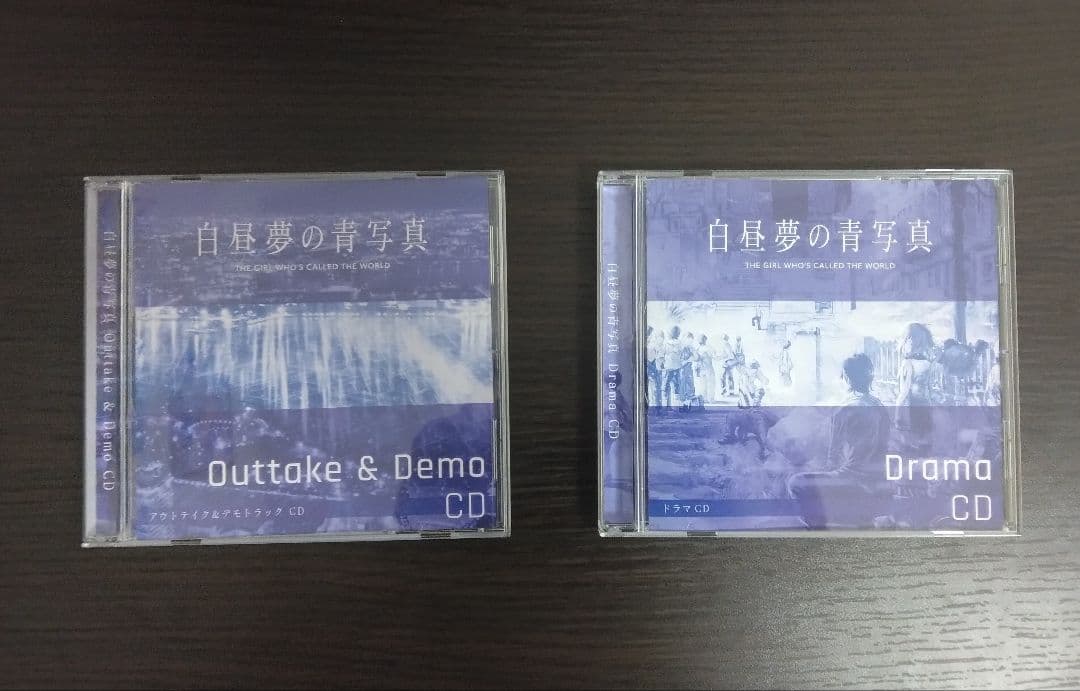 白昼夢の青写真 Outtake & Demo CD
白昼夢の青写真
THE GIRL WHO'S CALLED THE WORLD
Outtake & Demo
CD
アウトテイク&デモトラック CD
白昼夢の青写真 Drama CD
白昼夢の青写真
THE GIRL WHO'S CALLED THE WORLD
Drama
CD
ドラマCD